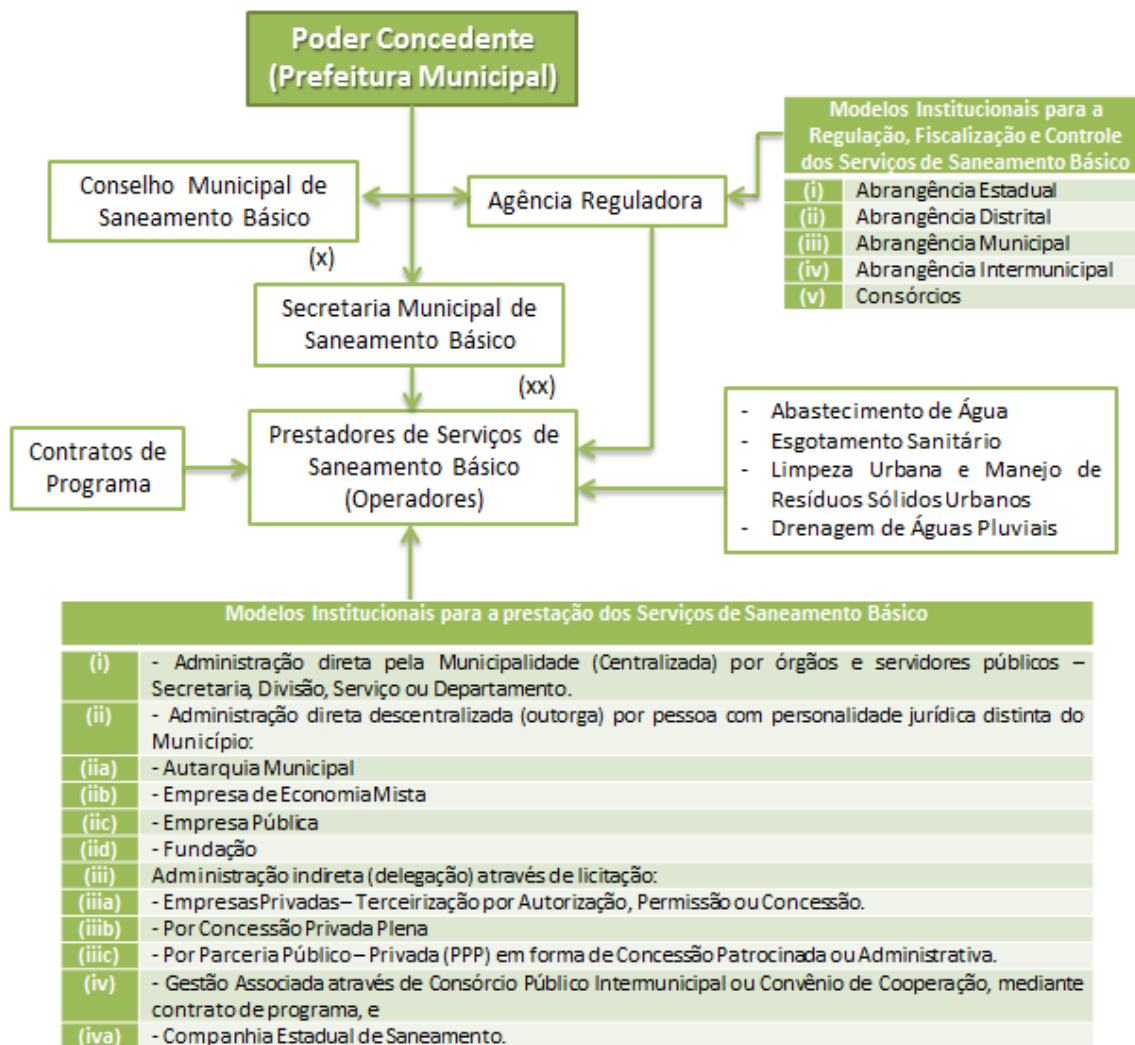 Poder Concedente
(Prefeitura Municipal)
Modelos Institucionais para a
Regulação, Fiscalização e Controle
dos Serviços de Saneamento Básico
(i) Abrangência Estadual
(ii) Abrangência Distrital
(iii) Abrangência Municipal
(iv) Abrangência Intermunicipal
(v) Consórcios
Conselho Municipal de
Saneamento Básico
(x)
Agência Reguladora
Secretaria Municipal de
Saneamento Básico
(xx)
Contratos de
Programa
Prestadores de Serviços de
Saneamento Básico
(Operadores)
- Abastecimento de Água
- Esgotamento Sanitário
- Limpeza Urbana e Manejo de
Resíduos Sólidos Urbanos
- Drenagem de Águas Pluviais
Modelos Institucionais para a prestação dos Serviços de Saneamento Básico
(i) - Administração direta pela Municipalidade (Centralizada) por órgãos e servidores públicos –
Secretaria, Divisão, Serviço ou Departamento.
(ii) - Administração direta descentralizada (outorga) por pessoa com personalidade jurídica distinta do
Município:
(iia) - Autarquia Municipal
(iib) - Empresa de Economia Mista
(iic) - Empresa Pública
(iid) - Fundação
(iii) Administração indireta (delegação) através de licitação:
(iiia) - Empresas Privadas – Terceirização por Autorização, Permissão ou Concessão.
(iiib) - Por Concessão Privada Plena
(iiic) - Por Parceria Público – Privada (PPP) em forma de Concessão Patrocinada ou Administrativa.
(iv) - Gestão Associada através de Consórcio Público Intermunicipal ou Convênio de Cooperação, mediante
contrato de programa, e
(iva) - Companhia Estadual de Saneamento.